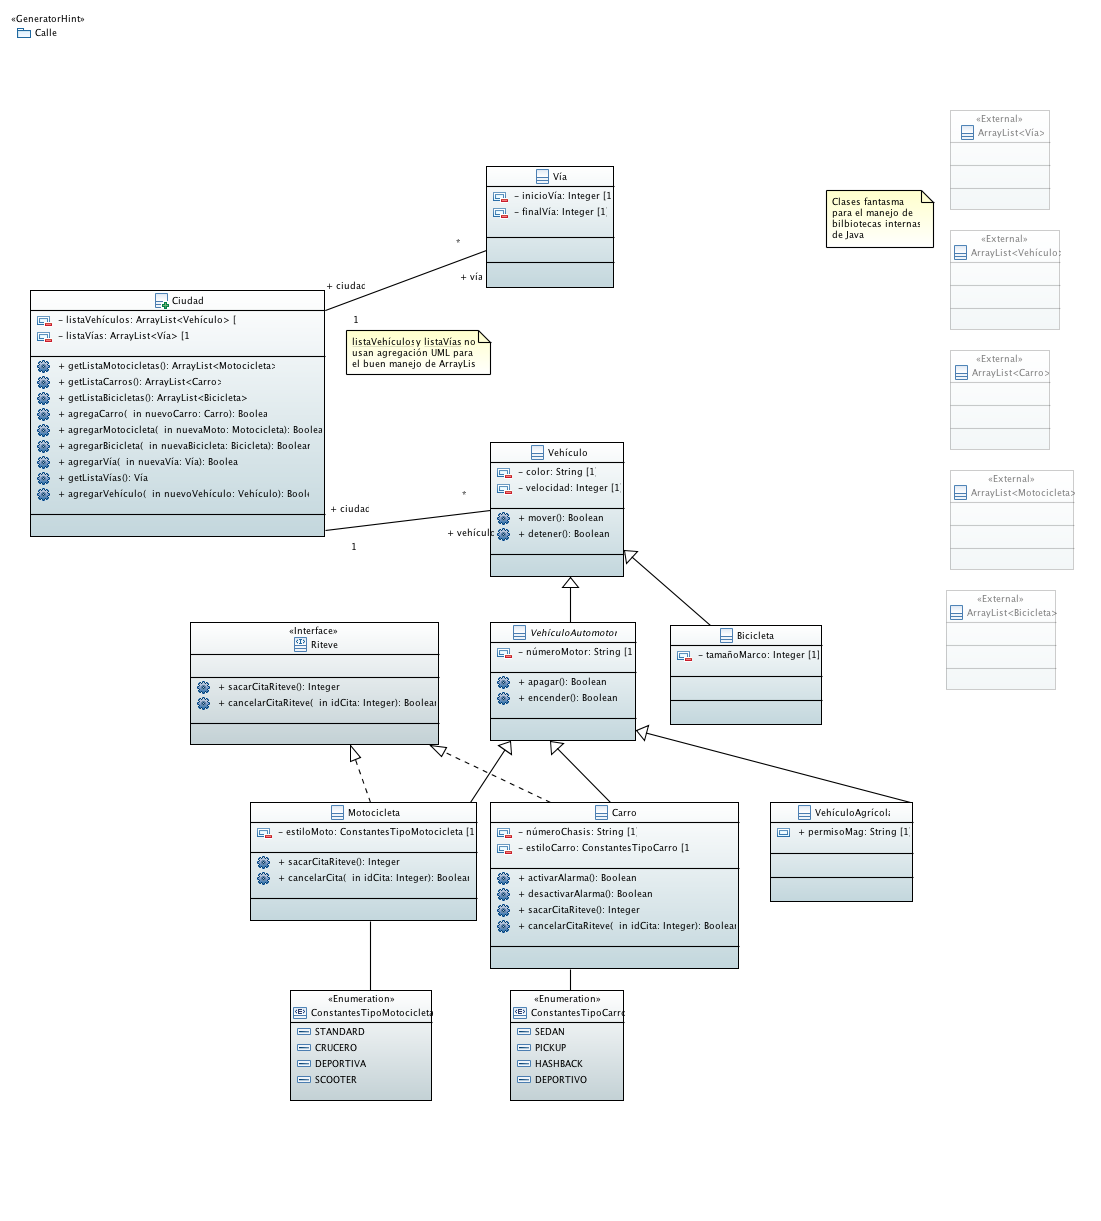 «GeneratorHint»
Calle
«External»
ArrayList<Vía>
Vía
– inicioVía: Integer [1
– finalVía: Integer [1]
Clases fantasma
para el manejo de
bilbiotecas internas
de Java
«External»
ArrayList<Vehículo>
*
+ vía
+ ciudad
1
Ciudad
– listaVehículos: ArrayList<Vehículo> [
– listaVías: ArrayList<Vía> [1
+ getListaMotocicletas(): ArrayList<Motocicleta>
+ getListaCarros(): ArrayList<Carro>
+ getListaBicicletas(): ArrayList<Bicicleta>
+ agregaCarro( in nuevoCarro: Carro): Boolea
+ agregarMotocicleta( in nuevaMoto: Motocicleta): Boolea
+ agregarBicicleta( in nuevaBicicleta: Bicicleta): Boolear
+ agregarVía( in nuevaVía: Vía): Boolea
+ getListaVías(): Vía
+ agregarVehículo( in nuevoVehículo: Vehículo): Boole
listaVehículos y listaVías no
usan agregación UML para
el buen manejo de ArrayLis
«External»
ArrayList<Carro>
Vehículo
– color: String [1]
– velocidad: Integer [1]
+ mover(): Boolean
+ detener(): Boolean
*
+ vehículo
+ ciudad
1
«External»
ArrayList<Motocicleta>
«External»
ArrayList<Bicicleta>
«Interface»
Riteve
+ sacarCitaRiteve(): Integer
+ cancelarCitaRiteve( in idCita: Integer): Boolean
VehículoAutomotor
– númeroMotor: String [1
+ apagar(): Boolean
+ encender(): Boolean
Bicicleta
– tamañoMarco: Integer [1]
Motocicleta
– estiloMoto: ConstantesTipoMotocicleta [1
+ sacarCitaRiteve(): Integer
+ cancelarCita( in idCita: Integer): Boolear
Carro
– númeroChasis: String [1
– estiloCarro: ConstantesTipoCarro [1
+ activarAlarma(): Boolean
+ desactivarAlarma(): Boolean
+ sacarCitaRiteve(): Integer
+ cancelarCitaRiteve( in idCita: Integer): Boolear
VehículoAgrícola
+ permisoMag: String [1]
«Enumeration»
ConstantesTipoMotocicleta
STANDARD
CRUCERO
DEPORTIVA
SCOOTER
«Enumeration»
ConstantesTipoCarro
SEDAN
PICKUP
HASHBACK
DEPORTIVO